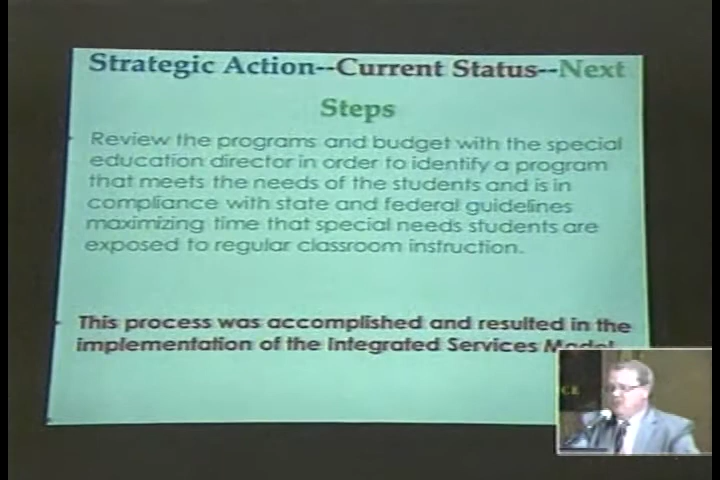 Strategic Action--Current Status--Next
Steps
Review the programs and budget with the special
education director in order to identify a program
that meets the needs of the students and is in
compliance with state and federal guidelines
maximizing time that special needs students are
exposed to regular classroom instruction.
This process was accomplished and resulted in the
implementation of the Integrated Services Model
CE